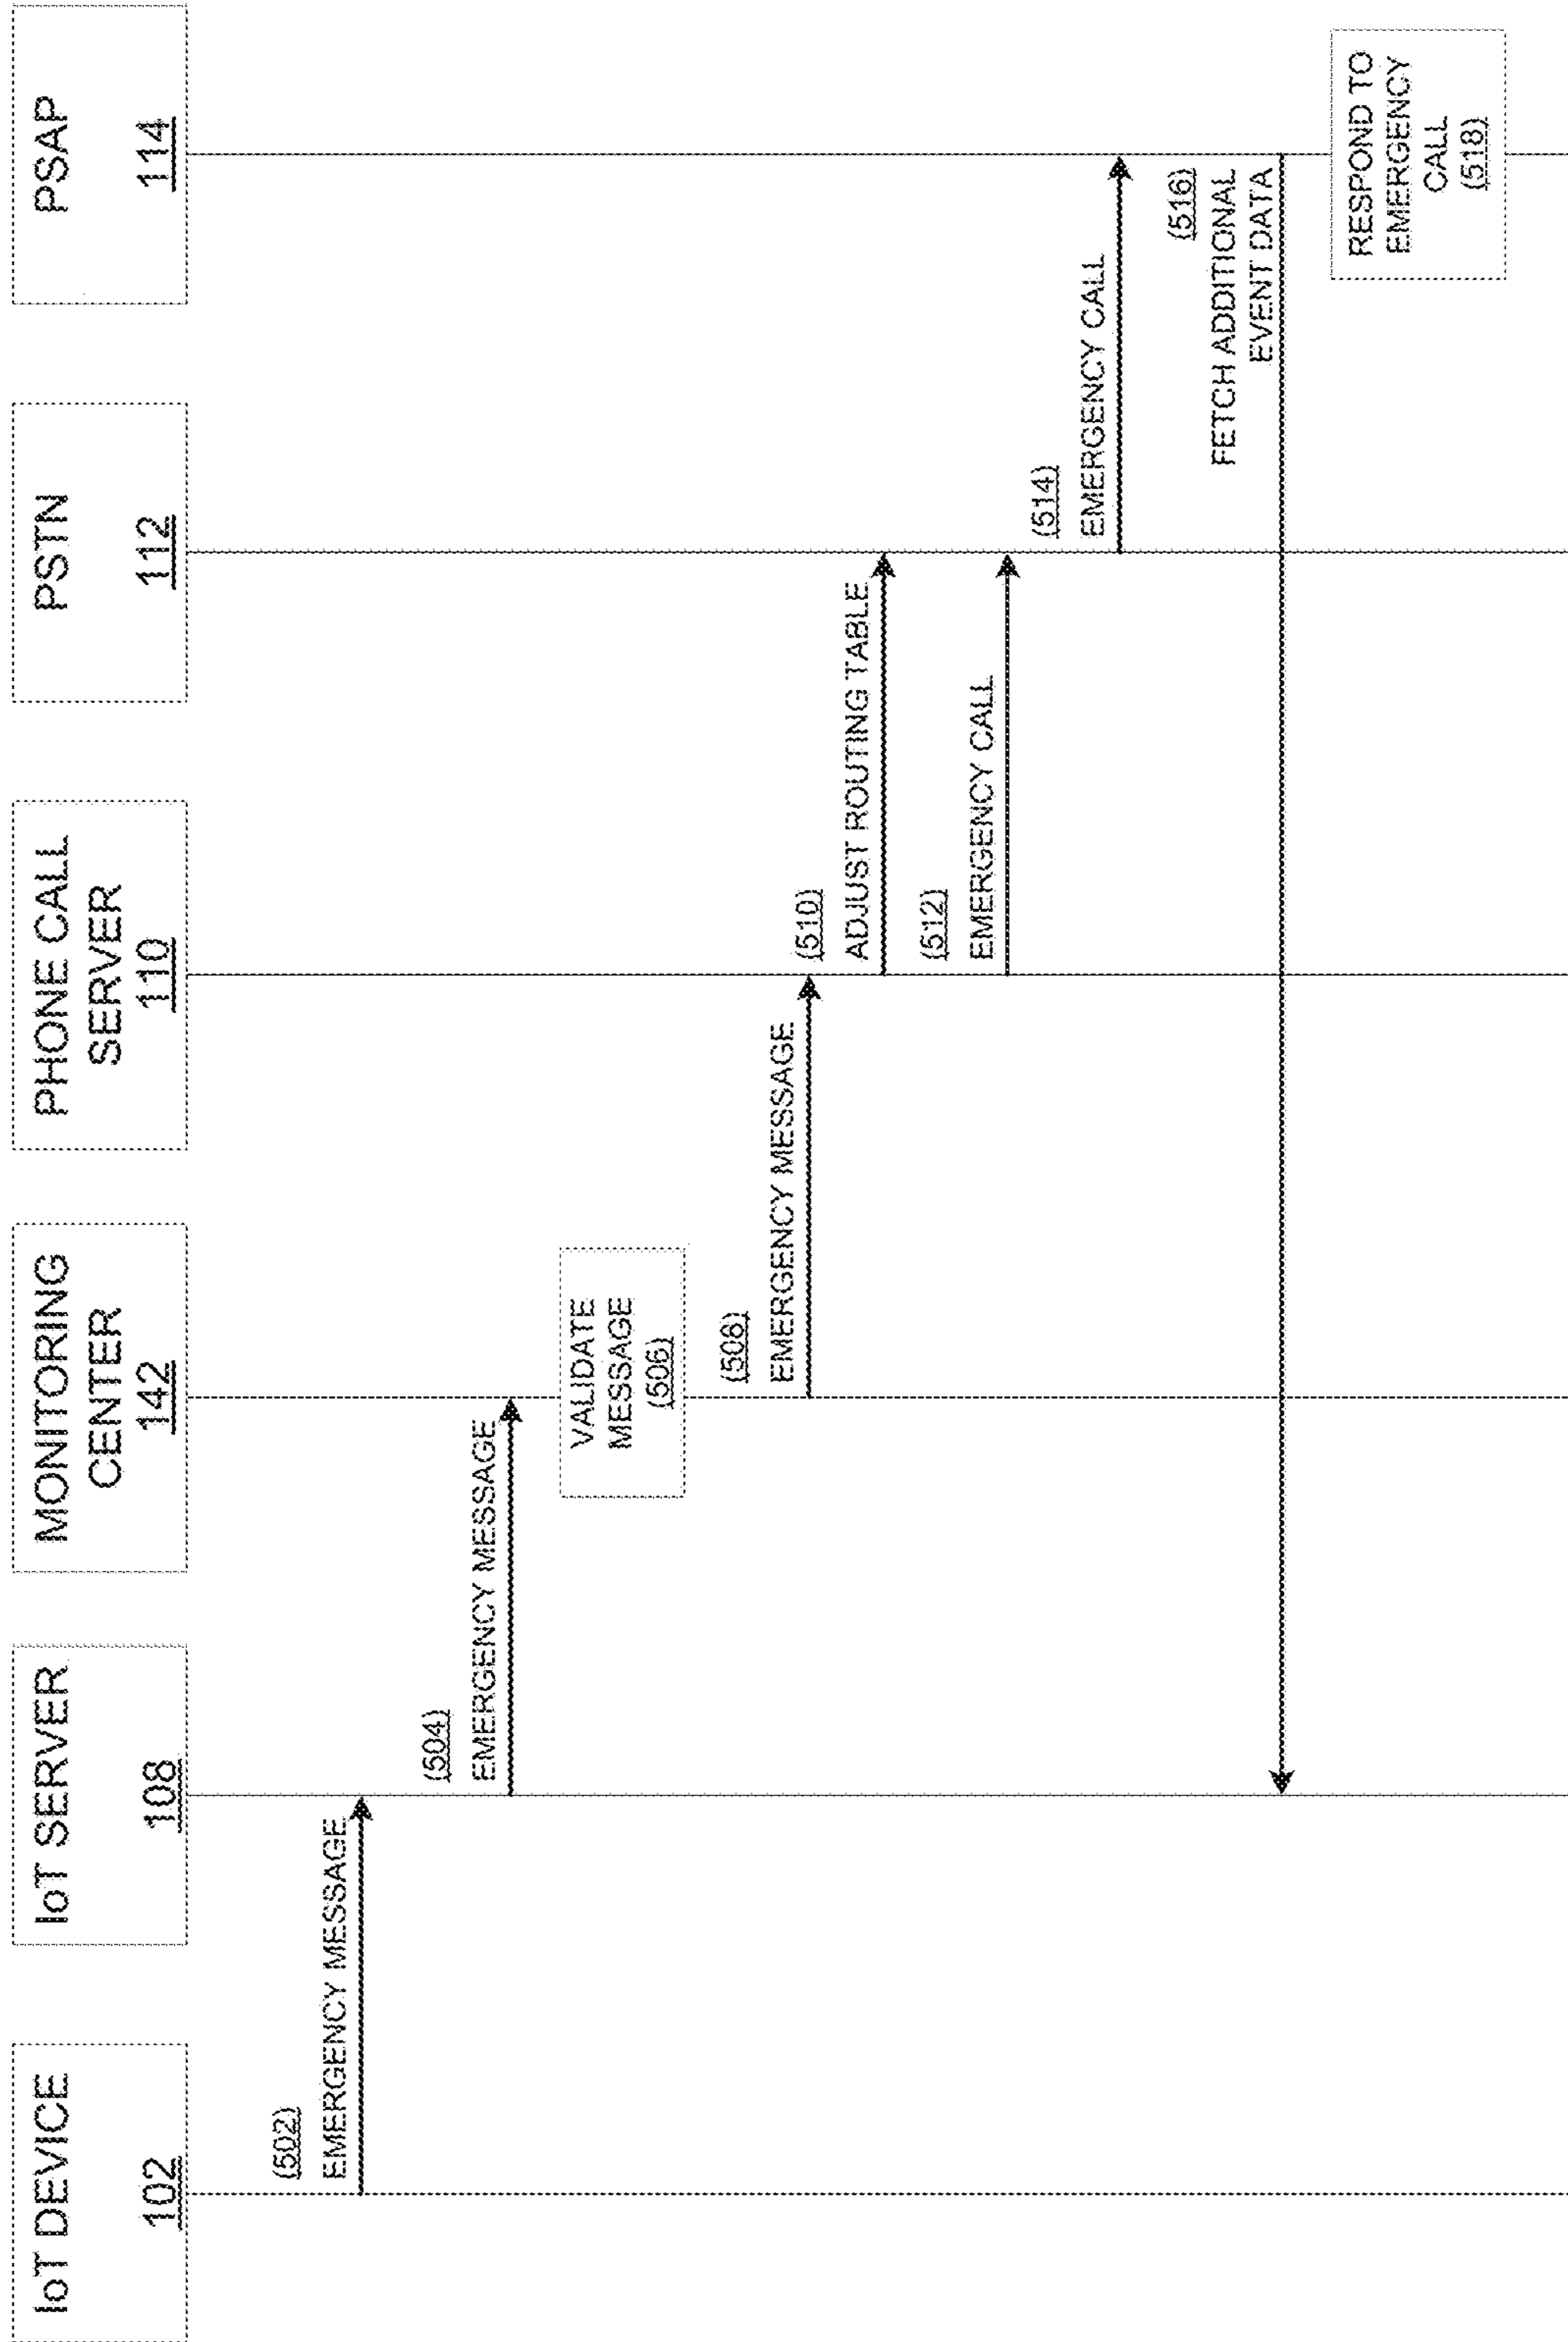 IoT DEVICE
102
IoT SERVER
108
MONITORING
CENTER
142
PHONE CALL
SERVER
110
PSTN
112
PSAP
114
(502)
EMERGENCY MESSAGE
(504)
EMERGENCY MESSAGE
VALIDATE
MESSAGE
(506)
(508)
EMERGENCY MESSAGE
(510)
ADJUST ROUTING TABLE
(512)
EMERGENCY CALL
(514)
EMERGENCY CALL
(516)
FETCH ADDITIONAL
EVENT DATA
RESPOND TO
EMERGENCY
CALL
(518)